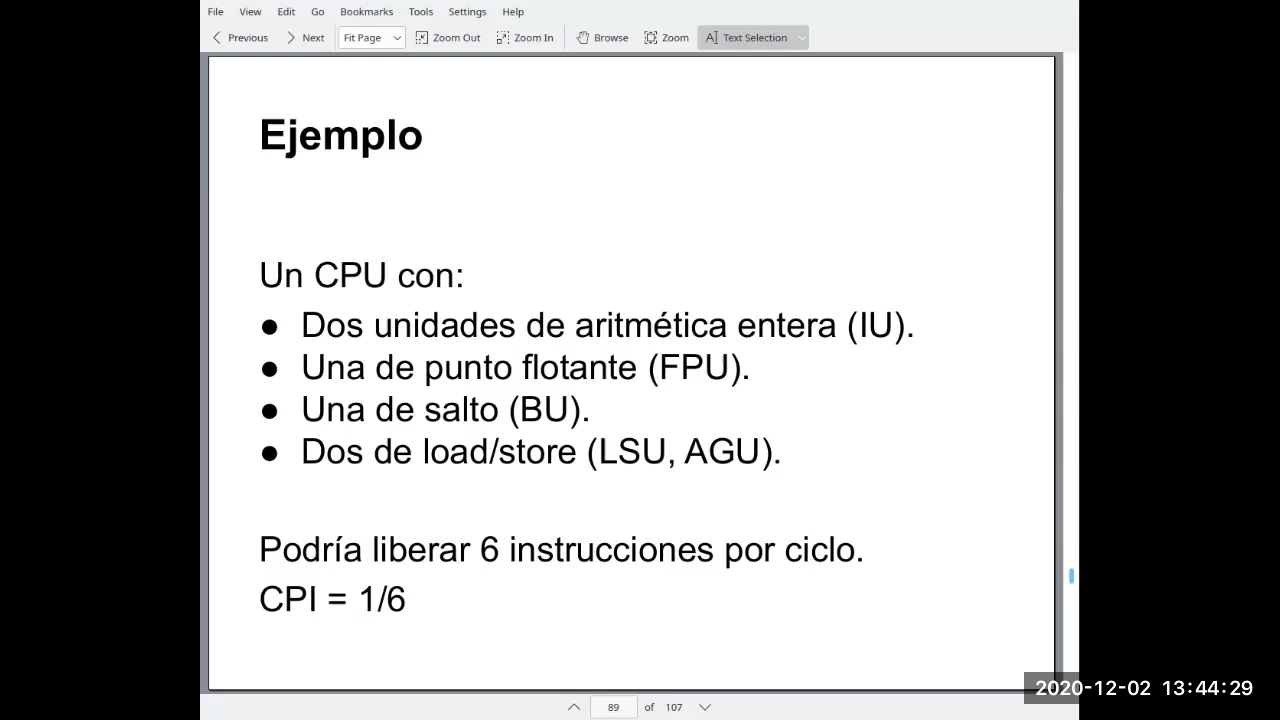 File View Edit Go Bookmarks Tools Settings Help
Previous Next Fit Page Zoom Out Zoom In Browse Zoom Text Selection
Ejemplo
Un CPU con:
● Dos unidades de aritmética entera (IU).
● Una de punto flotante (FPU).
● Una de salto (BU).
● Dos de load/store (LSU, AGU).
Podría liberar 6 instrucciones por ciclo.
CPI = 1/6
2020-12-02 13:44:29
89 of 107